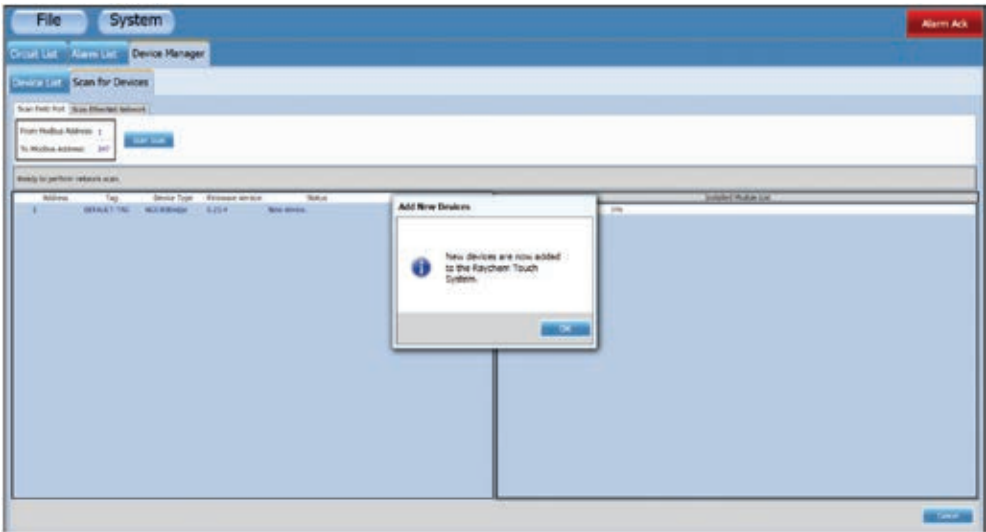 File System Alarm Ack
Circuit List Alarm List Device Manager
Device List Scan for Devices
Scan Field Port Scan Ethernet Network
From Modbus Address: 1
Start Scan
To Modbus Address: 247
Ready to perform network scan.
Address Tag Device Type Firmware Version Status Installed Module List
1 DEFAULT TAG New device.
Add New Devices
New devices are now added
to the Raychem Touch
System.
OK
Cancel